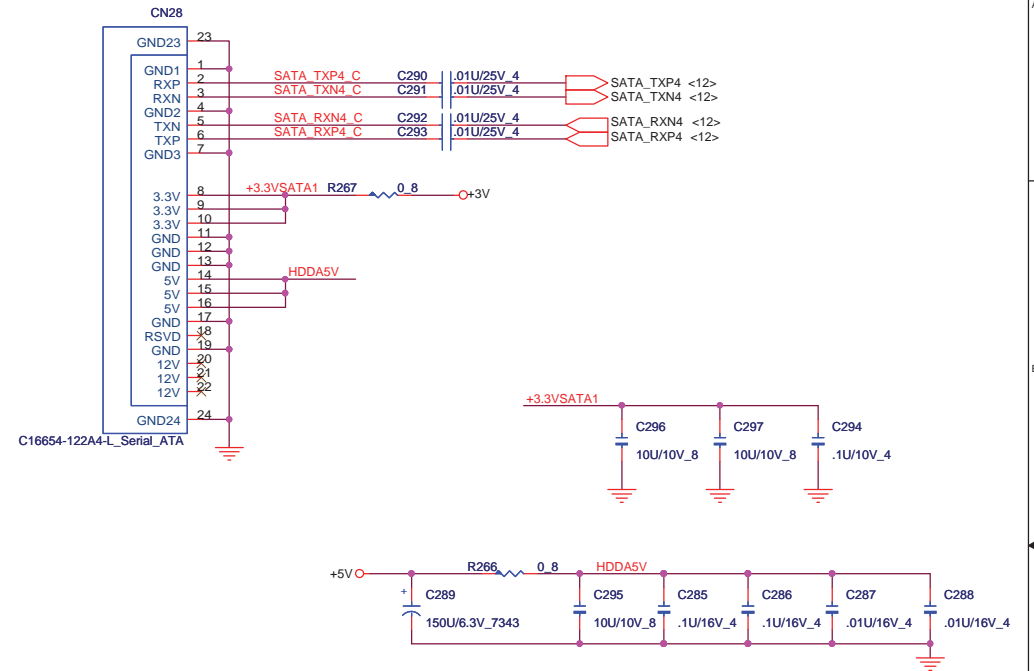 CN28
GND23 23
GND1 1
RXP 2 SATA_TXP4_C C290 .01U/25V_4 SATA_TXP4 <12>
RXN 3 SATA_TXN4_C C291 .01U/25V_4 SATA_TXN4 <12>
GND2 4
TXN 5 SATA_RXN4_C C292 .01U/25V_4 SATA_RXN4 <12>
TXP 6 SATA_RXP4_C C293 .01U/25V_4 SATA_RXP4 <12>
GND3 7
3.3V 8 +3.3VSATA1 R267 0_8 +3V
3.3V 9
3.3V 10
GND 11
GND 12
GND 13
5V 14 HDDA5V
5V 15
5V 16
GND 17
RSVD 18
GND 19
12V 20
12V 21
12V 22
GND24 24
C16654-122A4-L_Serial_ATA
+3.3VSATA1
C296 C297 C294
10U/10V_8 10U/10V_8 .1U/10V_4
+5V R266 0_8 HDDA5V
+ C289 C295 C285 C286 C287 C288
150U/6.3V_7343 10U/10V_8 .1U/16V_4 .1U/16V_4 .01U/16V_4 .01U/16V_4